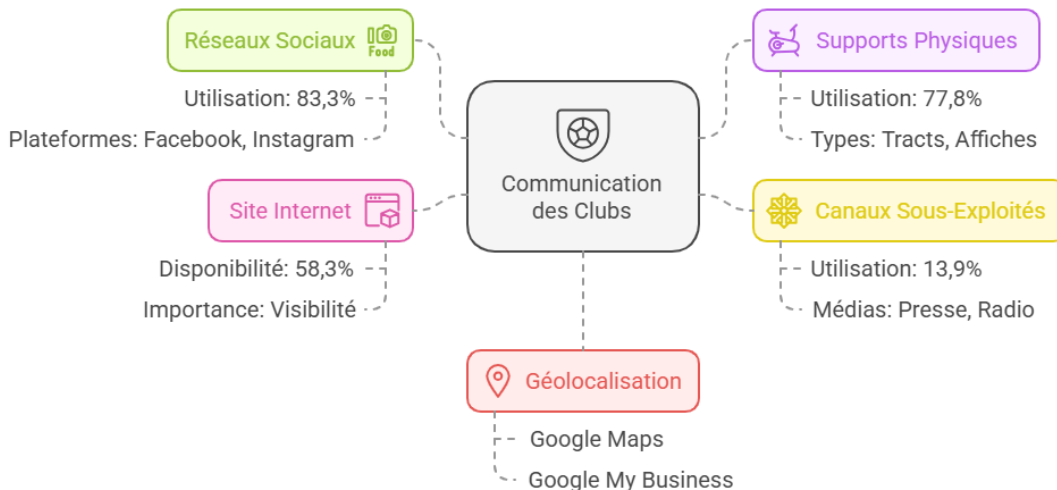 Réseaux Sociaux
Food
Utilisation: 83,3%
Plateformes: Facebook, Instagram
Site Internet
Disponibilité: 58,3%
Importance: Visibilité
Communication
des Clubs
Supports Physiques
Utilisation: 77,8%
Types: Tracts, Affiches
Canaux Sous-Exploités
Utilisation: 13,9%
Médias: Presse, Radio
Géolocalisation
Google Maps
Google My Business